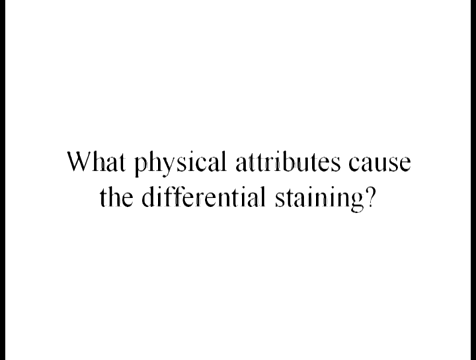 What physical attributes cause
the differential staining?